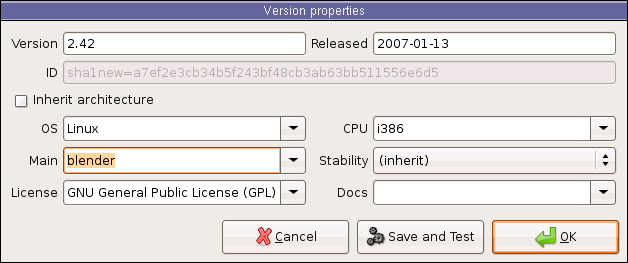 Version properties
Version 2.42 Released 2007-01-13
ID sha1new=a7ef2e3cb34b5f243bf48cb3ab63bb511556e6d5
Inherit architecture
OS Linux CPU i386
Main blender Stability (inherit)
License GNU General Public License (GPL) Docs
Cancel Save and Test OK